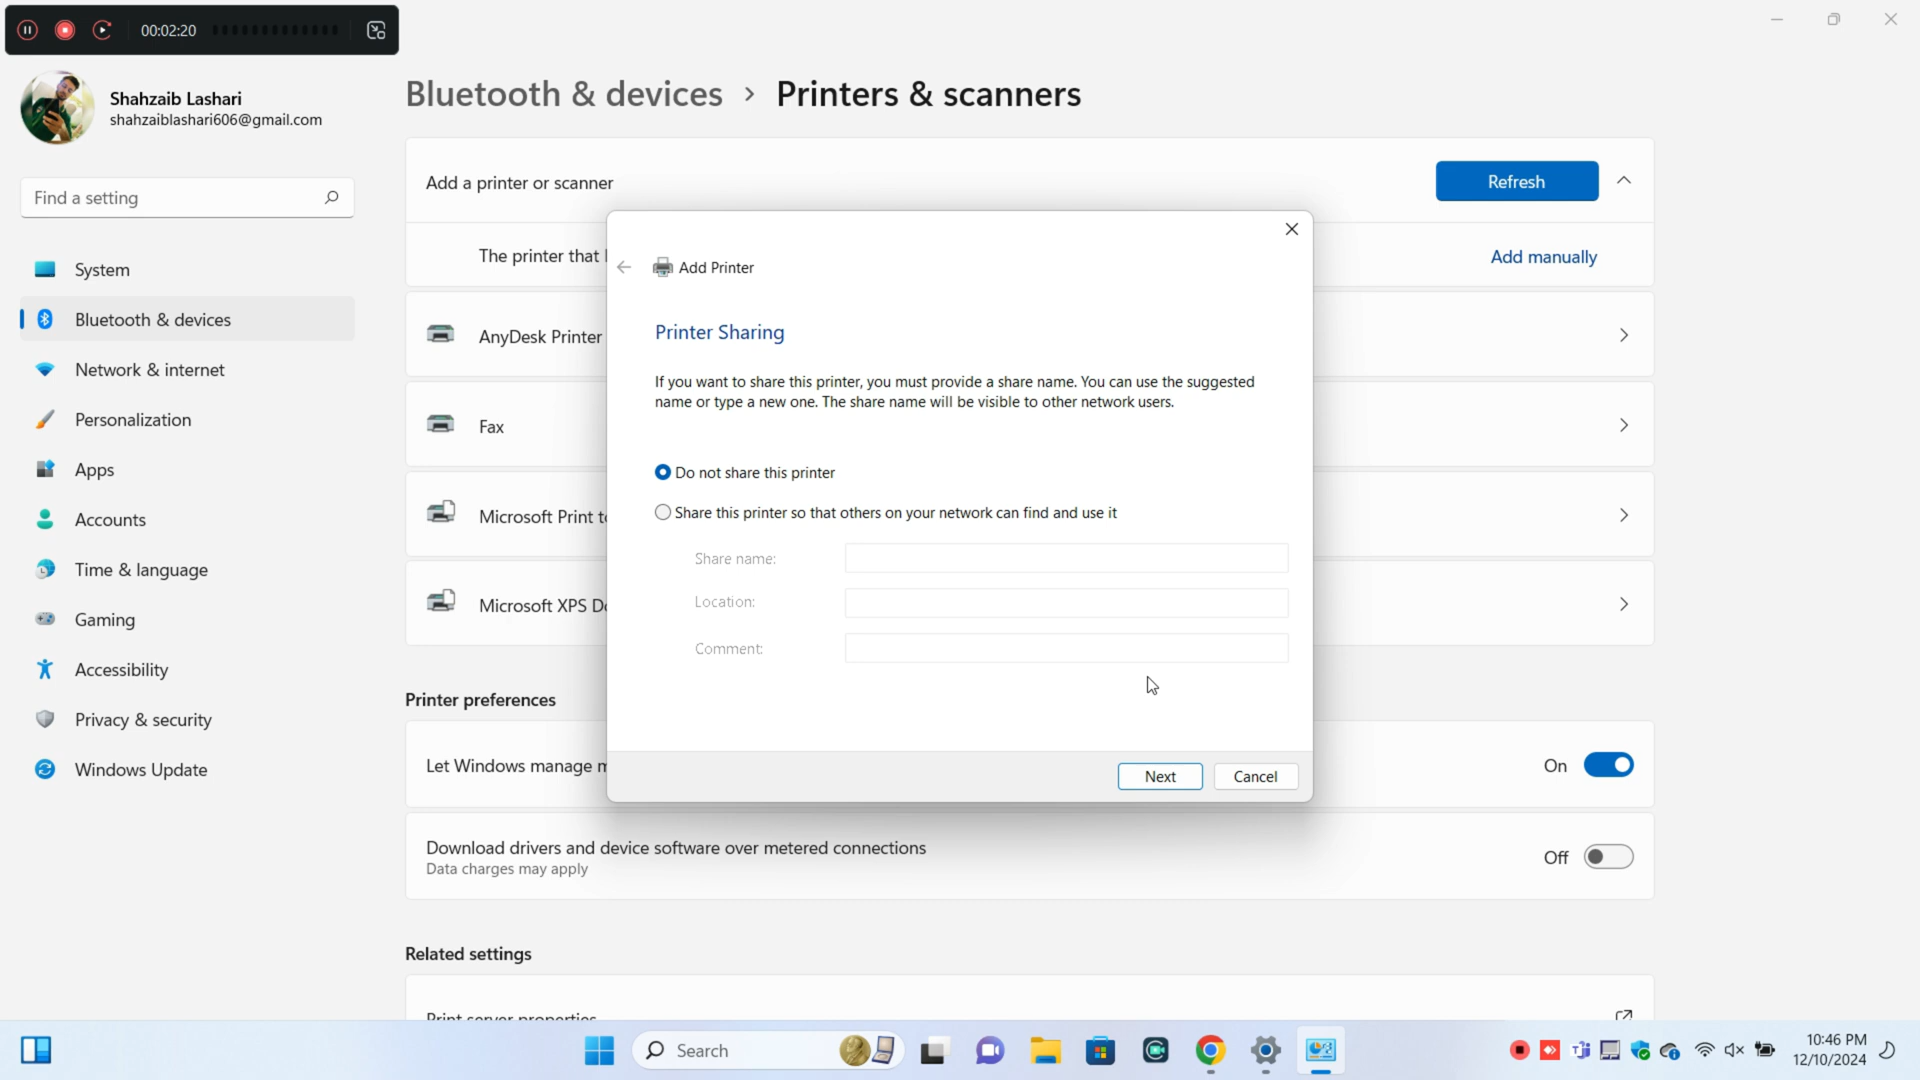 00:02:20
Shahzaib Lashari
shahzaiblashari606@gmail.com
Find a setting
System
Bluetooth & devices
Network & internet
Personalization
Apps
Accounts
Time & language
Gaming
Accessibility
Privacy & security
Windows Update
Bluetooth & devices > Printers & scanners
Add a printer or scanner
Refresh
The printer that
Add manually
AnyDesk Printer
Fax
Microsoft Print to
Microsoft XPS Do
Add Printer
Printer Sharing
If you want to share this printer, you must provide a share name. You can use the suggested
name or type a new one. The share name will be visible to other network users.
Do not share this printer
Share this printer so that others on your network can find and use it
Share name:
Location:
Comment:
Next
Cancel
Printer preferences
Let Windows manage m
On
Download drivers and device software over metered connections
Data charges may apply
Off
Related settings
Print server properties
Search
10:46 PM
12/10/2024